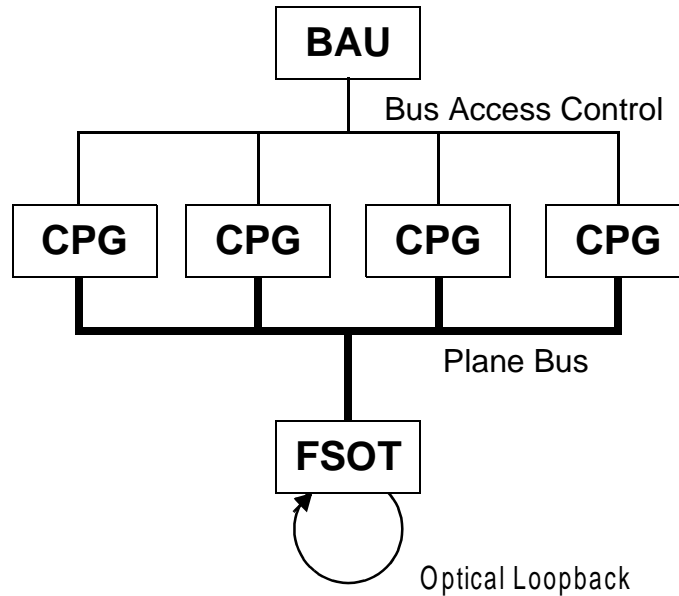 BAU
Bus Access Control
CPG CPG CPG CPG
Plane Bus
FSOT
Optical Loopback